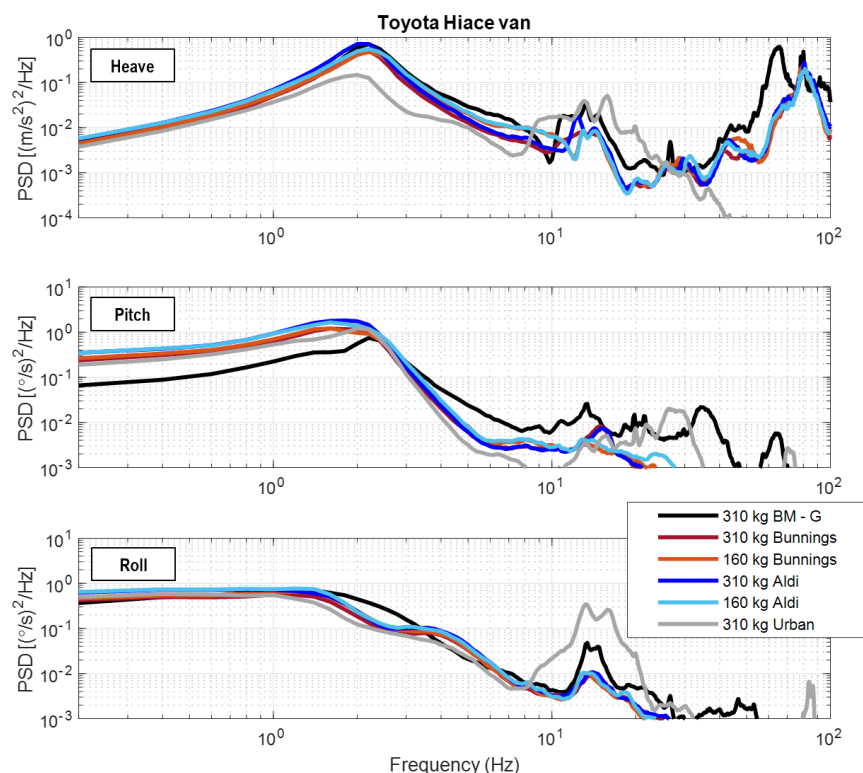 Toyota Hiace van
Heave
PSD [(m/s²)²/Hz]
10⁰
10⁻¹
10⁻²
10⁻³
10⁻⁴
10⁰ 10¹ 10²
Pitch
PSD [(°/s)²/Hz]
10¹
10⁰
10⁻¹
10⁻²
10⁻³
10⁰ 10¹ 10²
310 kg BM - G
310 kg Bunnings
160 kg Bunnings
310 kg Aldi
160 kg Aldi
310 kg Urban
Roll
PSD [(°/s)²/Hz]
10¹
10⁰
10⁻¹
10⁻²
10⁻³
10⁰ 10¹ 10²
Frequency (Hz)